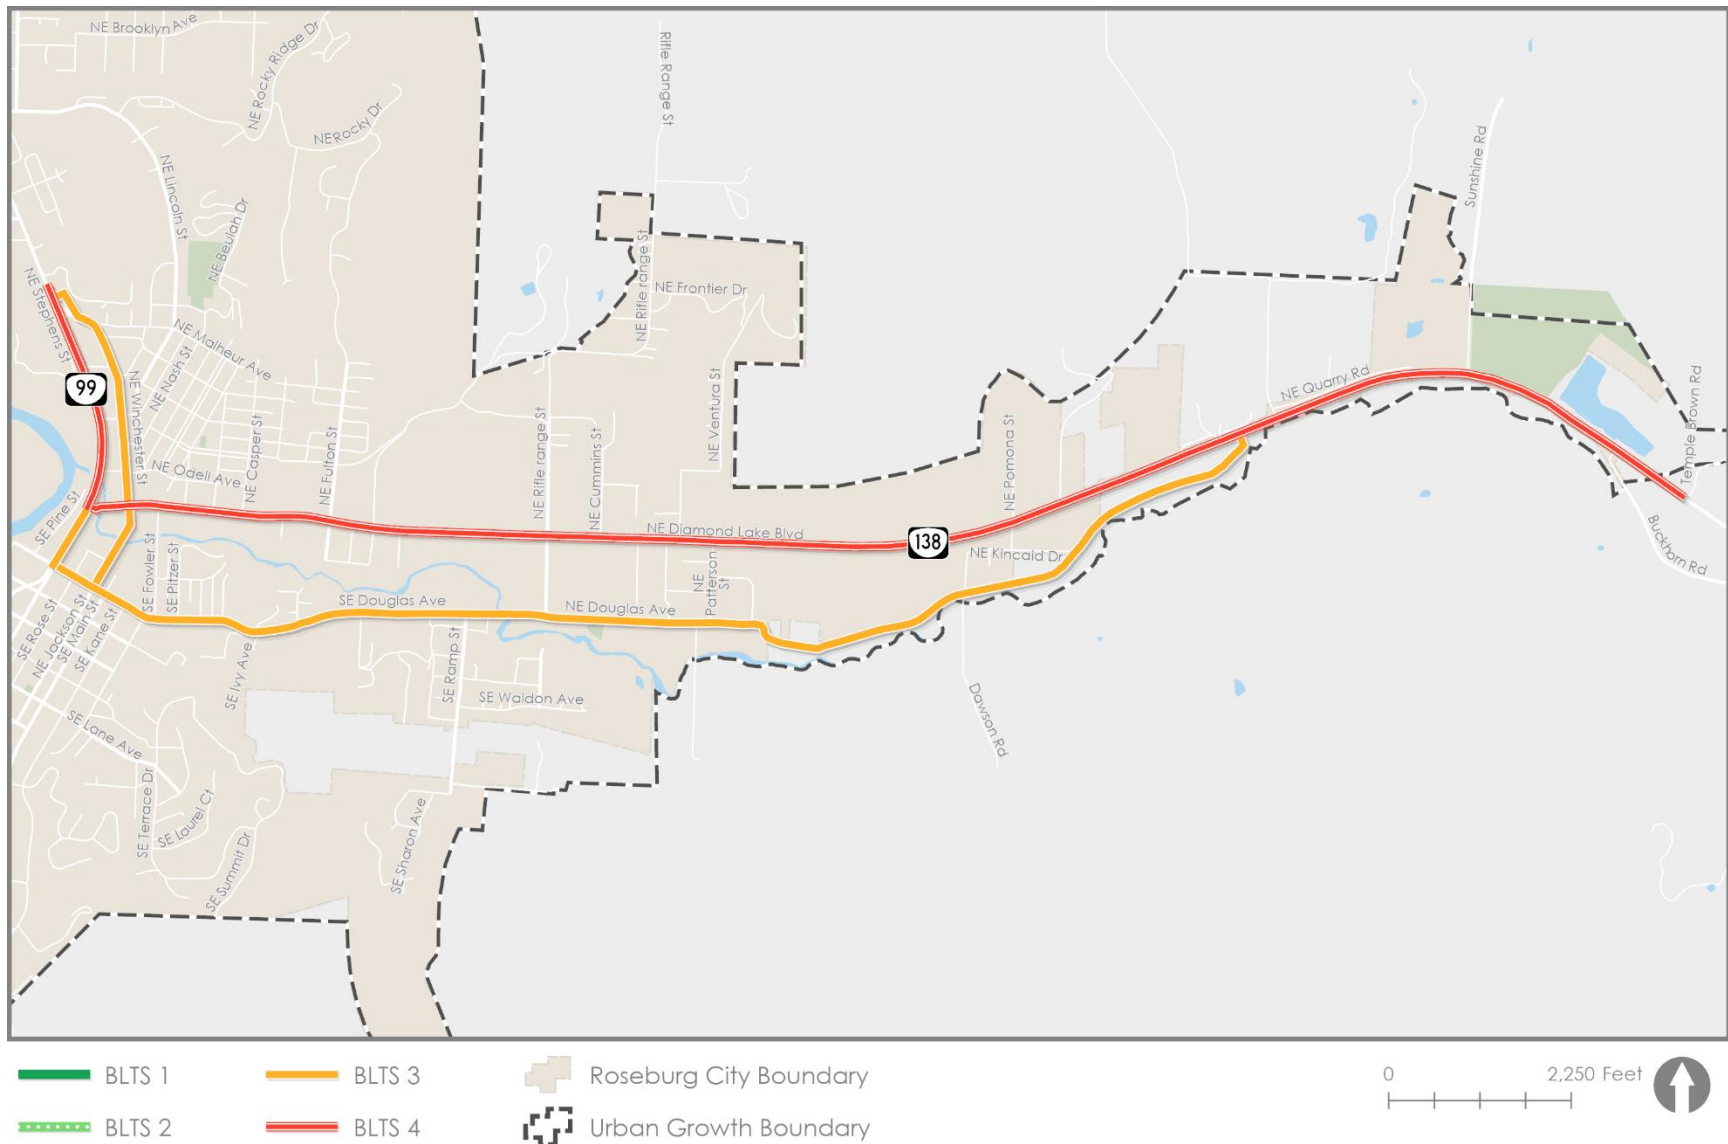 NE Brooklyn Ave
NE Rocky Ridge Dr
NERocky Dr
Rifle Range St
Sunshine Rd
NE Lincoln St
NE Beulah Dr
NE Stephens St
NE Rifle range St
NE Frontier Dr
NE Malheur Ave
NE Nash St
99
NE Winchester St
NE Quarry Rd
Temple Brown Rd
NE Ventura St
NE Casper St
NE Fulton St
NE Rifle range St
NE Cummins St
NE Pomona St
NE Odell Ave
SE Pine St
NE Diamond Lake Blvd
138
Buckhorn Rd
SE Fowler St
SE Pitzer St
NE Kincaid Dr
NE
Patterson
St
SE Douglas Ave
NE Douglas Ave
SE Rose St
NE Jackson St
SE Main St
SE Kane St
SE Ivy Ave
SE Ramp St
SE Waldon Ave
Dawson Rd
SE Lane Ave
SE Terrace Dr
SE Laurel Ct
SE Summit Dr
SE Sharon Ave
BLTS 1
BLTS 3
Roseburg City Boundary
0
2,250 Feet
BLTS 2
BLTS 4
Urban Growth Boundary